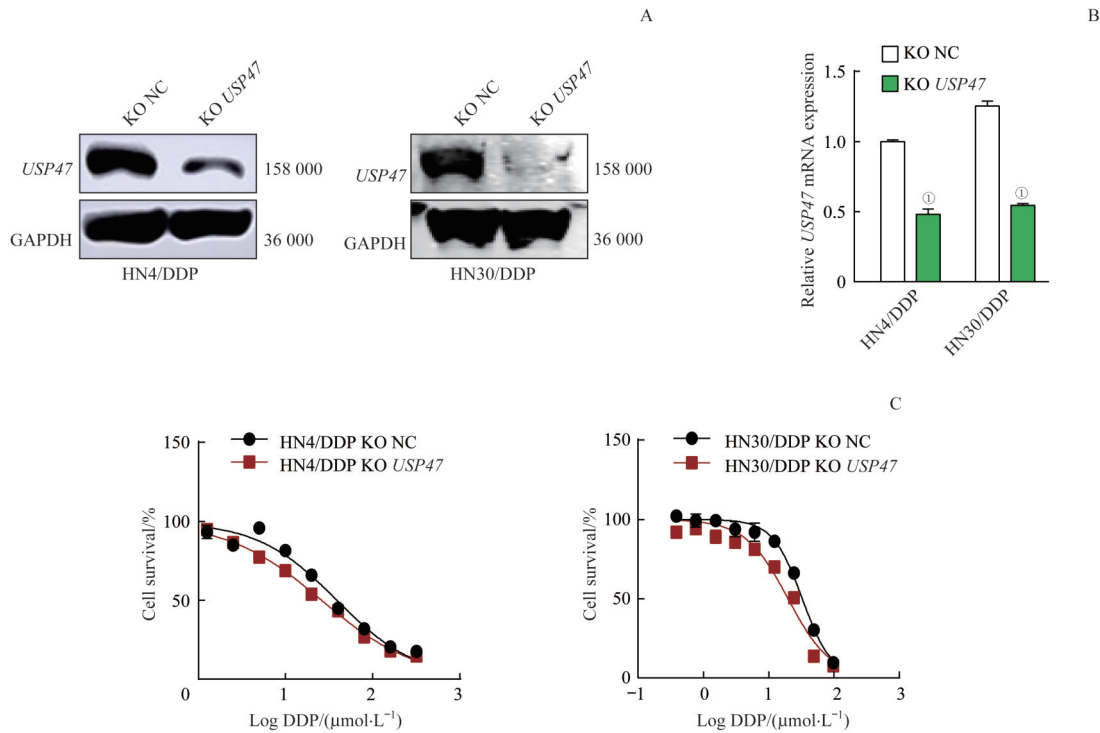 A
KO NC
KO USP47
USP47
158 000
GAPDH
36 000
HN4/DDP
KO NC
KO USP47
USP47
158 000
GAPDH
36 000
HN30/DDP
B
KO NC
KO USP47
Relative USP47 mRNA expression
1.5
1.0
0.5
0
①
①
HN4/DDP
HN30/DDP
C
HN4/DDP KO NC
HN4/DDP KO USP47
Cell survival/%
150
100
50
0
1
2
3
Log DDP/(μmol·L⁻¹)
HN30/DDP KO NC
HN30/DDP KO USP47
Cell survival/%
150
100
50
0
−1
0
1
2
3
Log DDP/(μmol·L⁻¹)